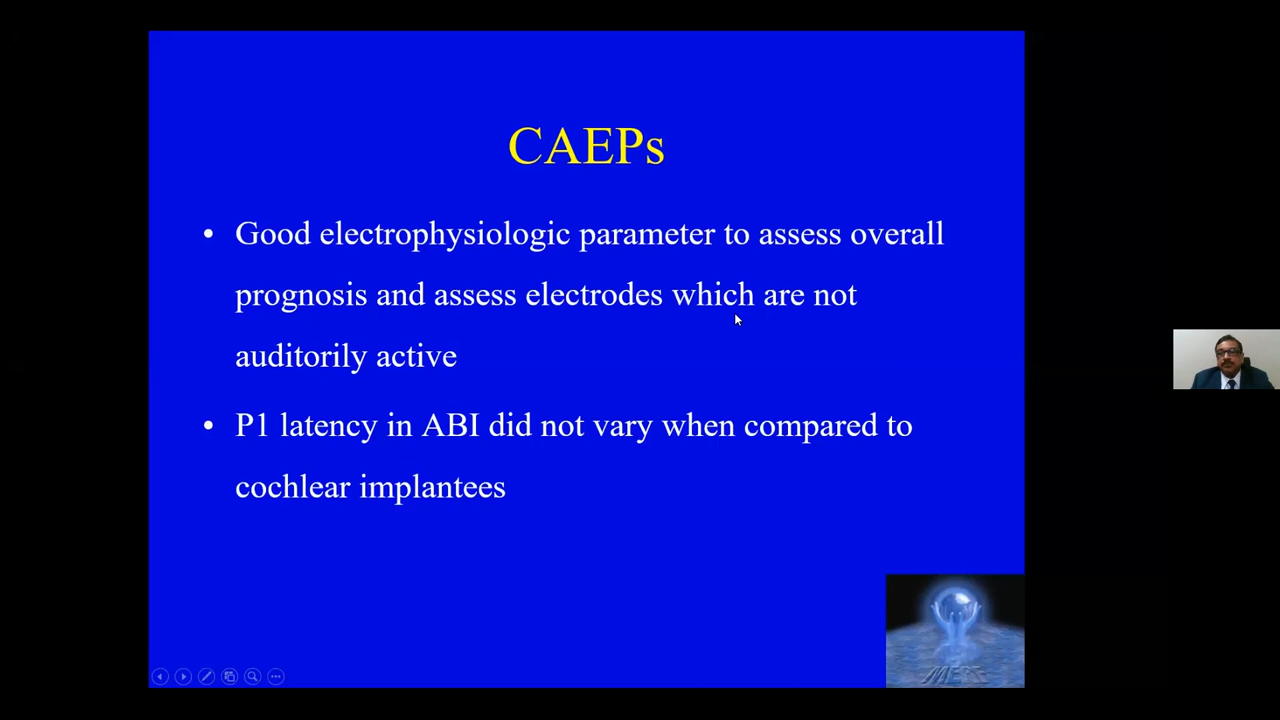 CAEPs
• Good electrophysiologic parameter to assess overall
prognosis and assess electrodes which are not
auditorily active
• P1 latency in ABI did not vary when compared to
cochlear implantees
MERF